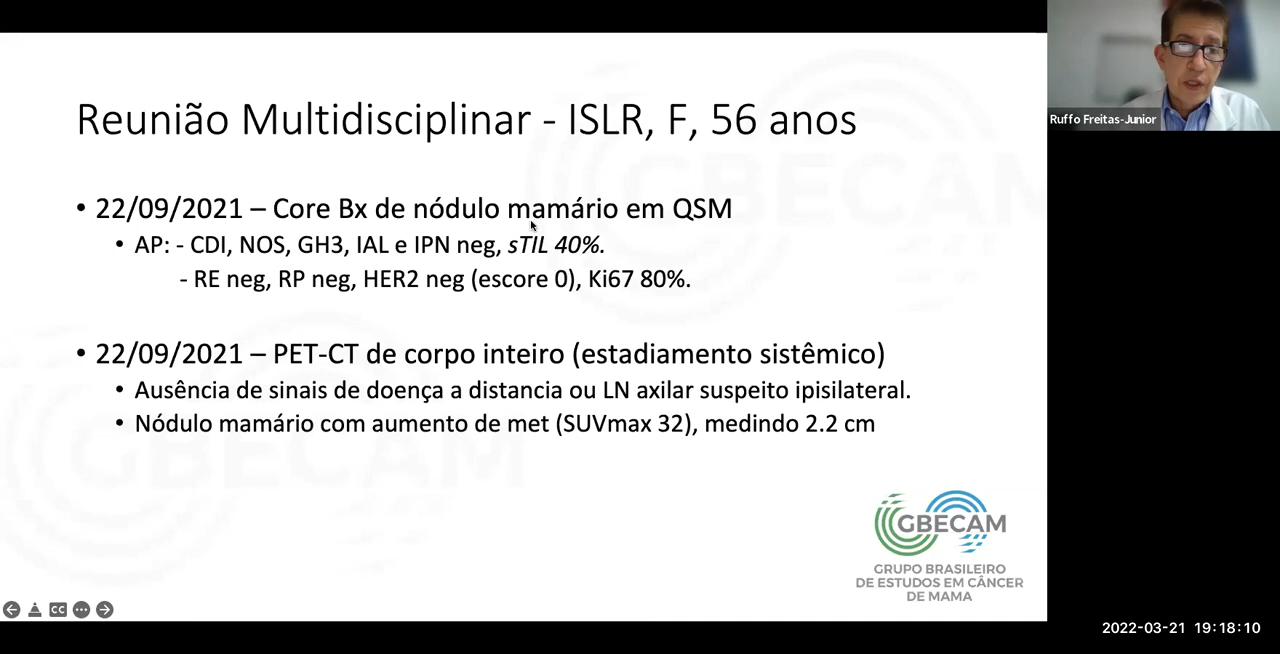 Reunião Multidisciplinar - ISLR, F, 56 anos
Ruffo Freitas-Junior
• 22/09/2021 – Core Bx de nódulo mamário em QSM
• AP: - CDI, NOS, GH3, IAL e IPN neg, sTIL 40%.
- RE neg, RP neg, HER2 neg (escore 0), Ki67 80%.
• 22/09/2021 – PET-CT de corpo inteiro (estadiamento sistêmico)
• Ausência de sinais de doença a distancia ou LN axilar suspeito ipisilateral.
• Nódulo mamário com aumento de met (SUVmax 32), medindo 2.2 cm
GBECAM
GBECAM
GBECAM
GRUPO BRASILEIRO
DE ESTUDOS EM CÂNCER
DE MAMA
CC
2022-03-21 19:18:10